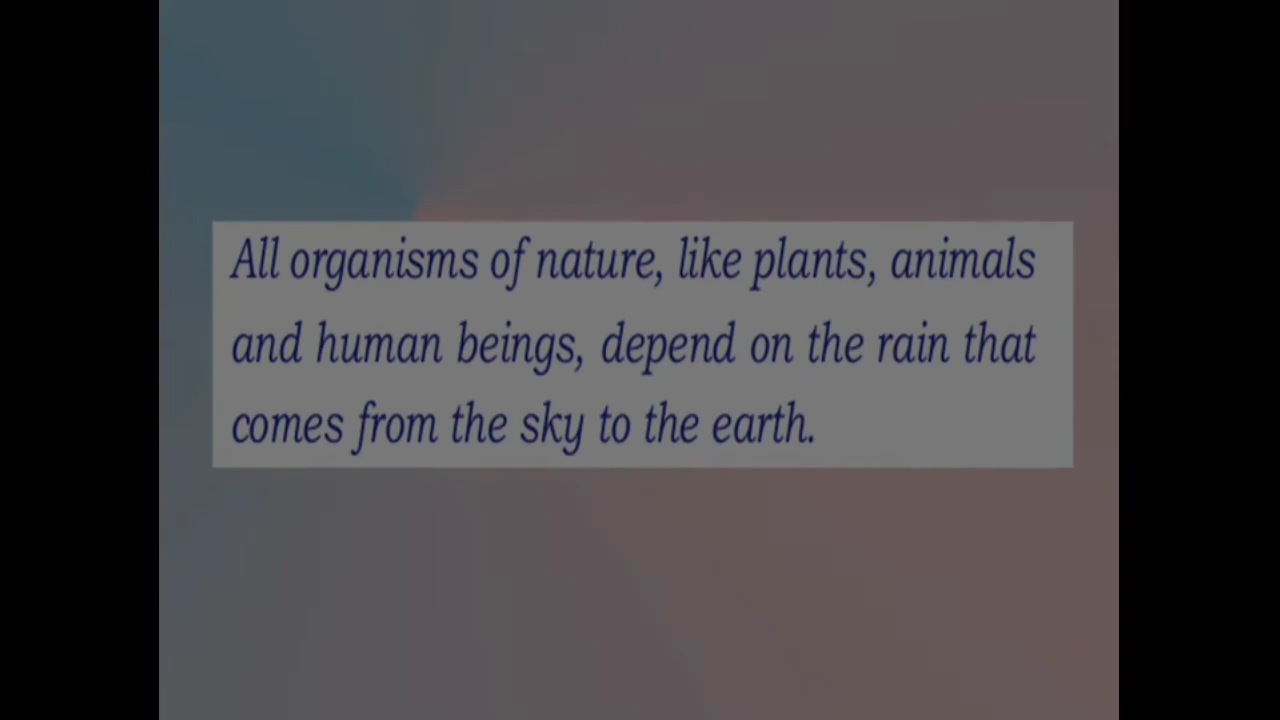 All organisms of nature, like plants, animals
and human beings, depend on the rain that
comes from the sky to the earth.